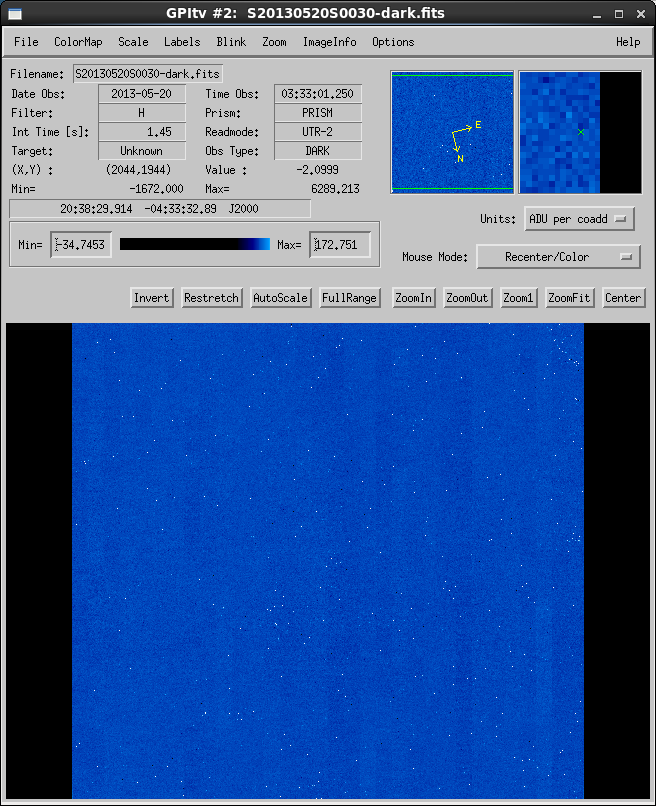 GPItv #2: S20130520S0030-dark.fits
File ColorMap Scale Labels Blink Zoom ImageInfo Options Help
Filename: S20130520S0030-dark.fits
Date Obs: 2013-05-20 Time Obs: 03:33:01.250
Filter: H Prism: PRISM
Int Time [s]: 1.45 Readmode: UTR-2
Target: Unknown Obs Type: DARK
(X,Y) : (2044,1944) Value : -2.0999
Min= -1672.000 Max= 6289.213
20:38:29.914 -04:33:32.89 J2000
E
N
Units: ADU per coadd
Min= -34.7453 Max= 172.751
Mouse Mode: Recenter/Color
Invert Restretch AutoScale FullRange ZoomIn ZoomOut Zoom1 ZoomFit Center